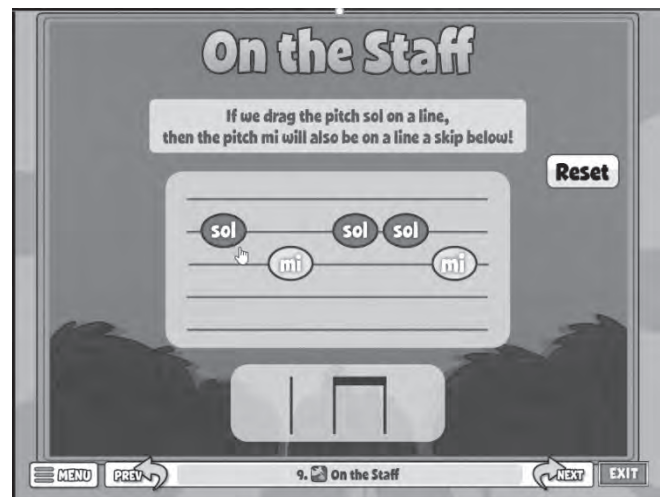 On the Staff
If we drag the pitch sol on a line,
then the pitch mi will also be on a line a skip below!
Reset
sol sol sol
mi mi
MENU PREV 9. On the Staff NEXT EXIT